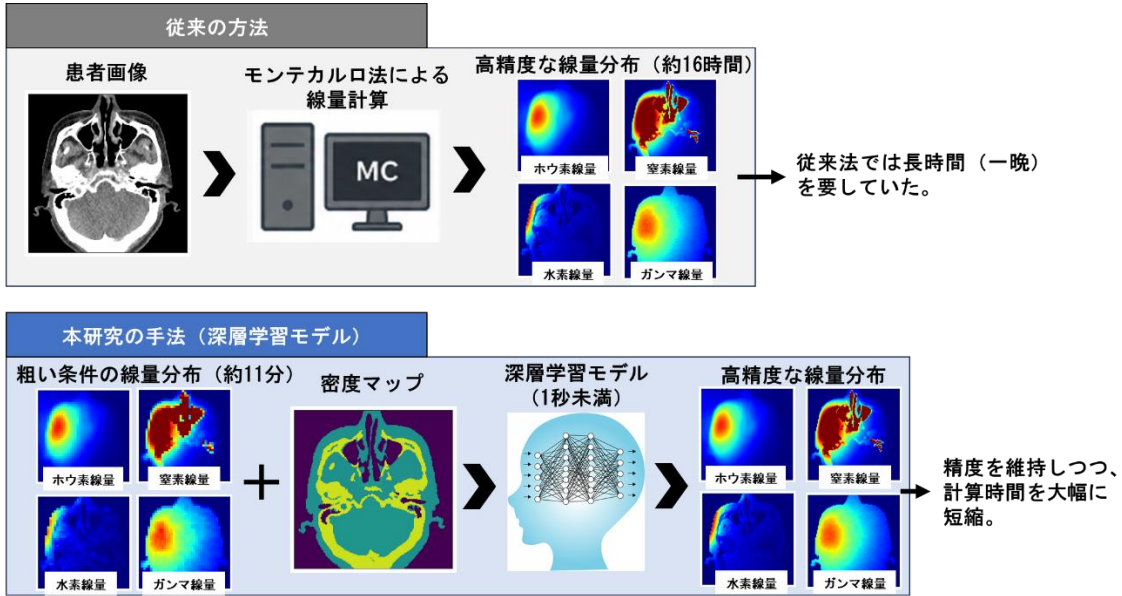 従来の方法
患者画像
モンテカルロ法による
線量計算
MC
高精度な線量分布（約16時間）
ホウ素線量
窒素線量
水素線量
ガンマ線量
従来法では長時間（一晩）
を要していた。
本研究の手法（深層学習モデル）
粗い条件の線量分布（約11分）
ホウ素線量
窒素線量
水素線量
ガンマ線量
+
密度マップ
深層学習モデル
（1秒未満）
高精度な線量分布
ホウ素線量
窒素線量
水素線量
ガンマ線量
精度を維持しつつ、
計算時間を大幅に
短縮。